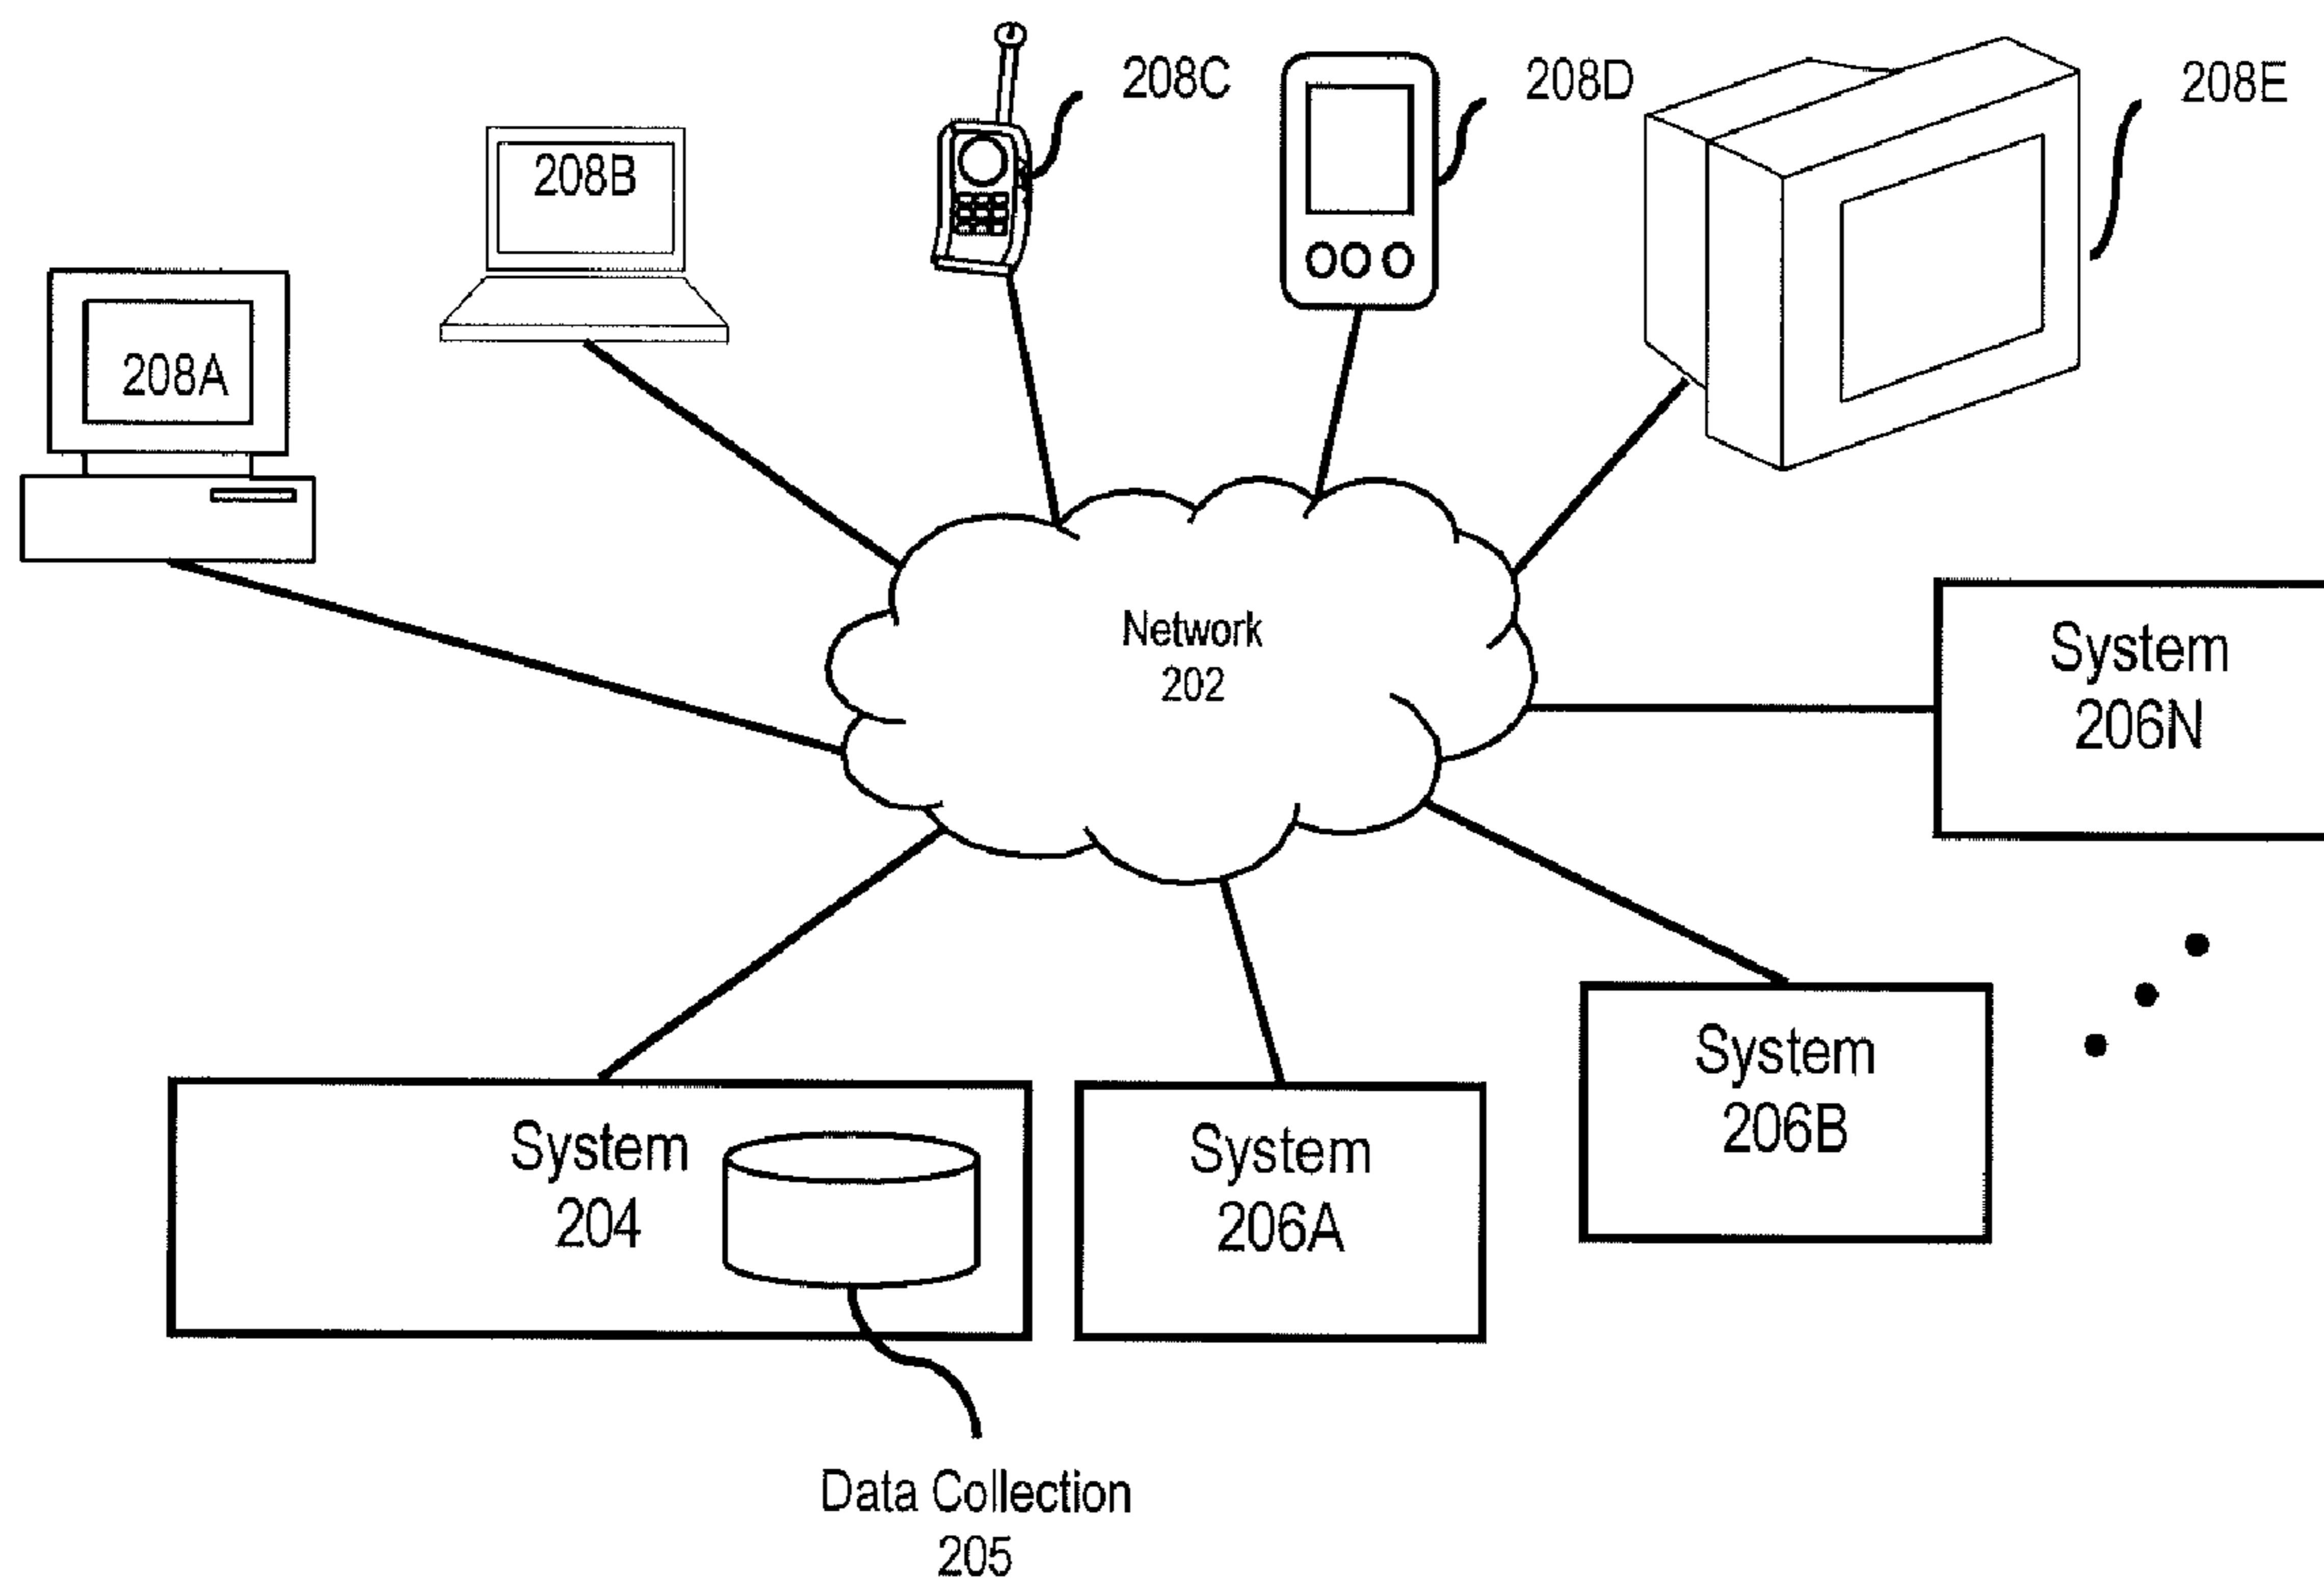 208C
208D
208E
208B
208A
Network
202
System
206N
System
206B
System
204
System
206A
Data Collection
205